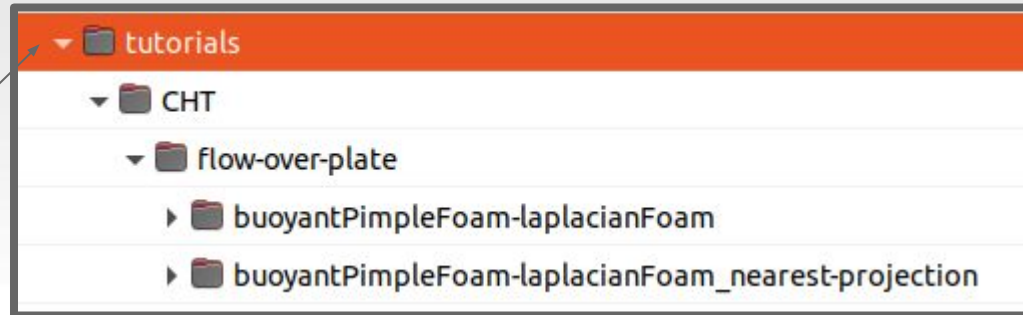 tutorials
CHT
flow-over-plate
buoyantPimpleFoam-laplacianFoam
buoyantPimpleFoam-laplacianFoam_nearest-projection